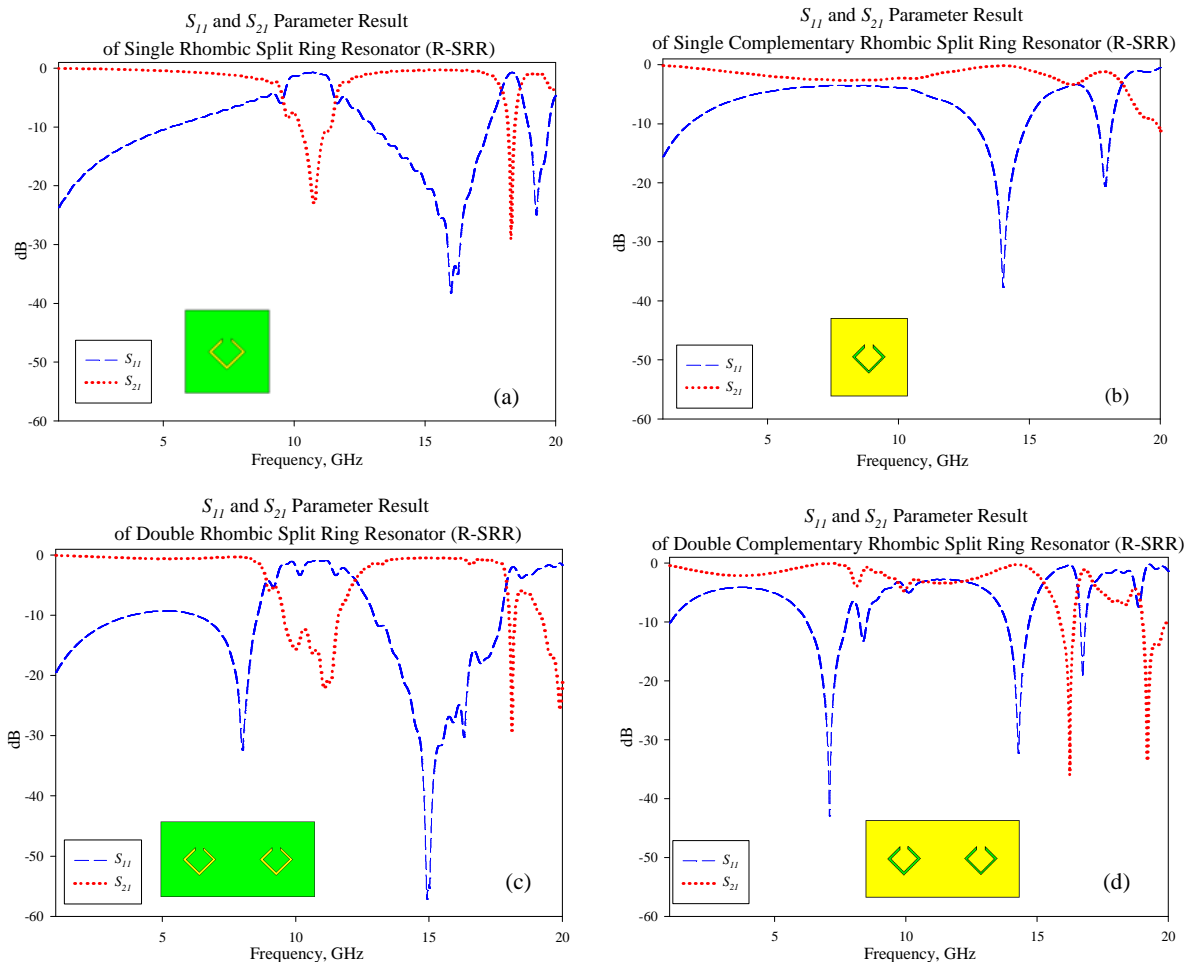 S11 and S21 Parameter Result
of Single Rhombic Split Ring Resonator (R-SRR)
0
-10
-20
-30
-40
-50
-60
dB
S11
S21
(a)
5
10
15
20
Frequency, GHz
S11 and S21 Parameter Result
of Single Complementary Rhombic Split Ring Resonator (R-SRR)
0
-10
-20
-30
-40
-50
-60
dB
S11
S21
(b)
5
10
15
20
Frequency, GHz
S11 and S21 Parameter Result
of Double Rhombic Split Ring Resonator (R-SRR)
0
-10
-20
-30
-40
-50
-60
dB
S11
S21
(c)
5
10
15
20
Frequency, GHz
S11 and S21 Parameter Result
of Double Complementary Rhombic Split Ring Resonator (R-SRR)
0
-10
-20
-30
-40
-50
-60
dB
S11
S21
(d)
5
10
15
20
Frequency, GHz